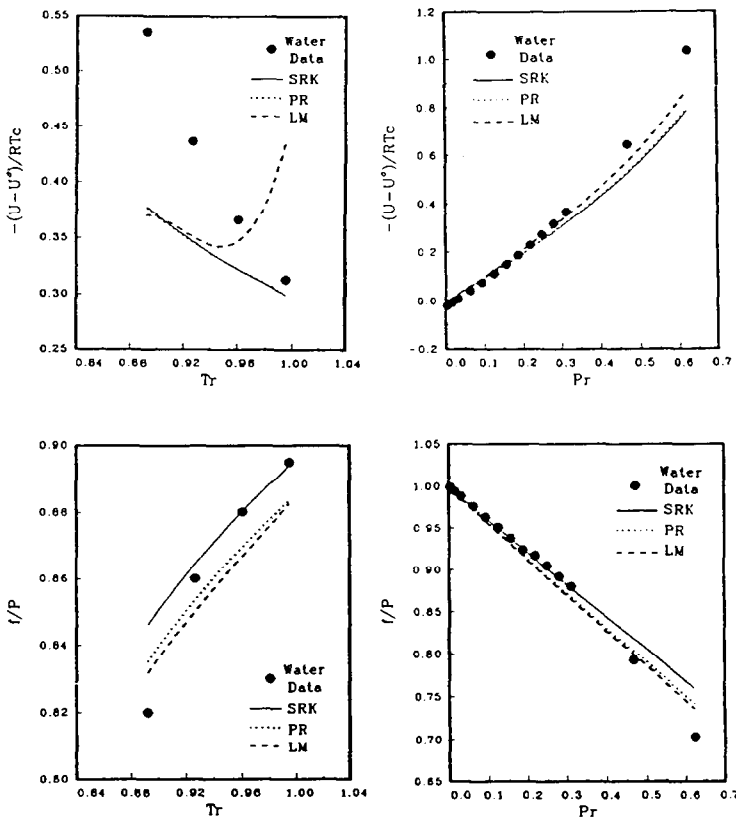 0.55
0.50
0.45
0.40
0.35
0.30
0.25
-(U-U°)/RTc
Water
Data
SRK
PR
LM
0.84 0.88 0.92 0.96 1.00 1.04
Tr
1.2
1.0
0.8
0.6
0.4
0.2
0.0
-0.2
-(U-U°)/RTc
Water
Data
SRK
PR
LM
0.0 0.1 0.2 0.3 0.4 0.5 0.6 0.7
Pr
0.90
0.88
0.86
0.84
0.82
0.80
f/P
Water
Data
SRK
PR
LM
0.84 0.88 0.92 0.96 1.00 1.04
Tr
1.05
1.00
0.95
0.90
0.85
0.80
0.75
0.70
0.65
f/P
Water
Data
SRK
PR
LM
0.0 0.1 0.2 0.3 0.4 0.5 0.6 0.7
Pr